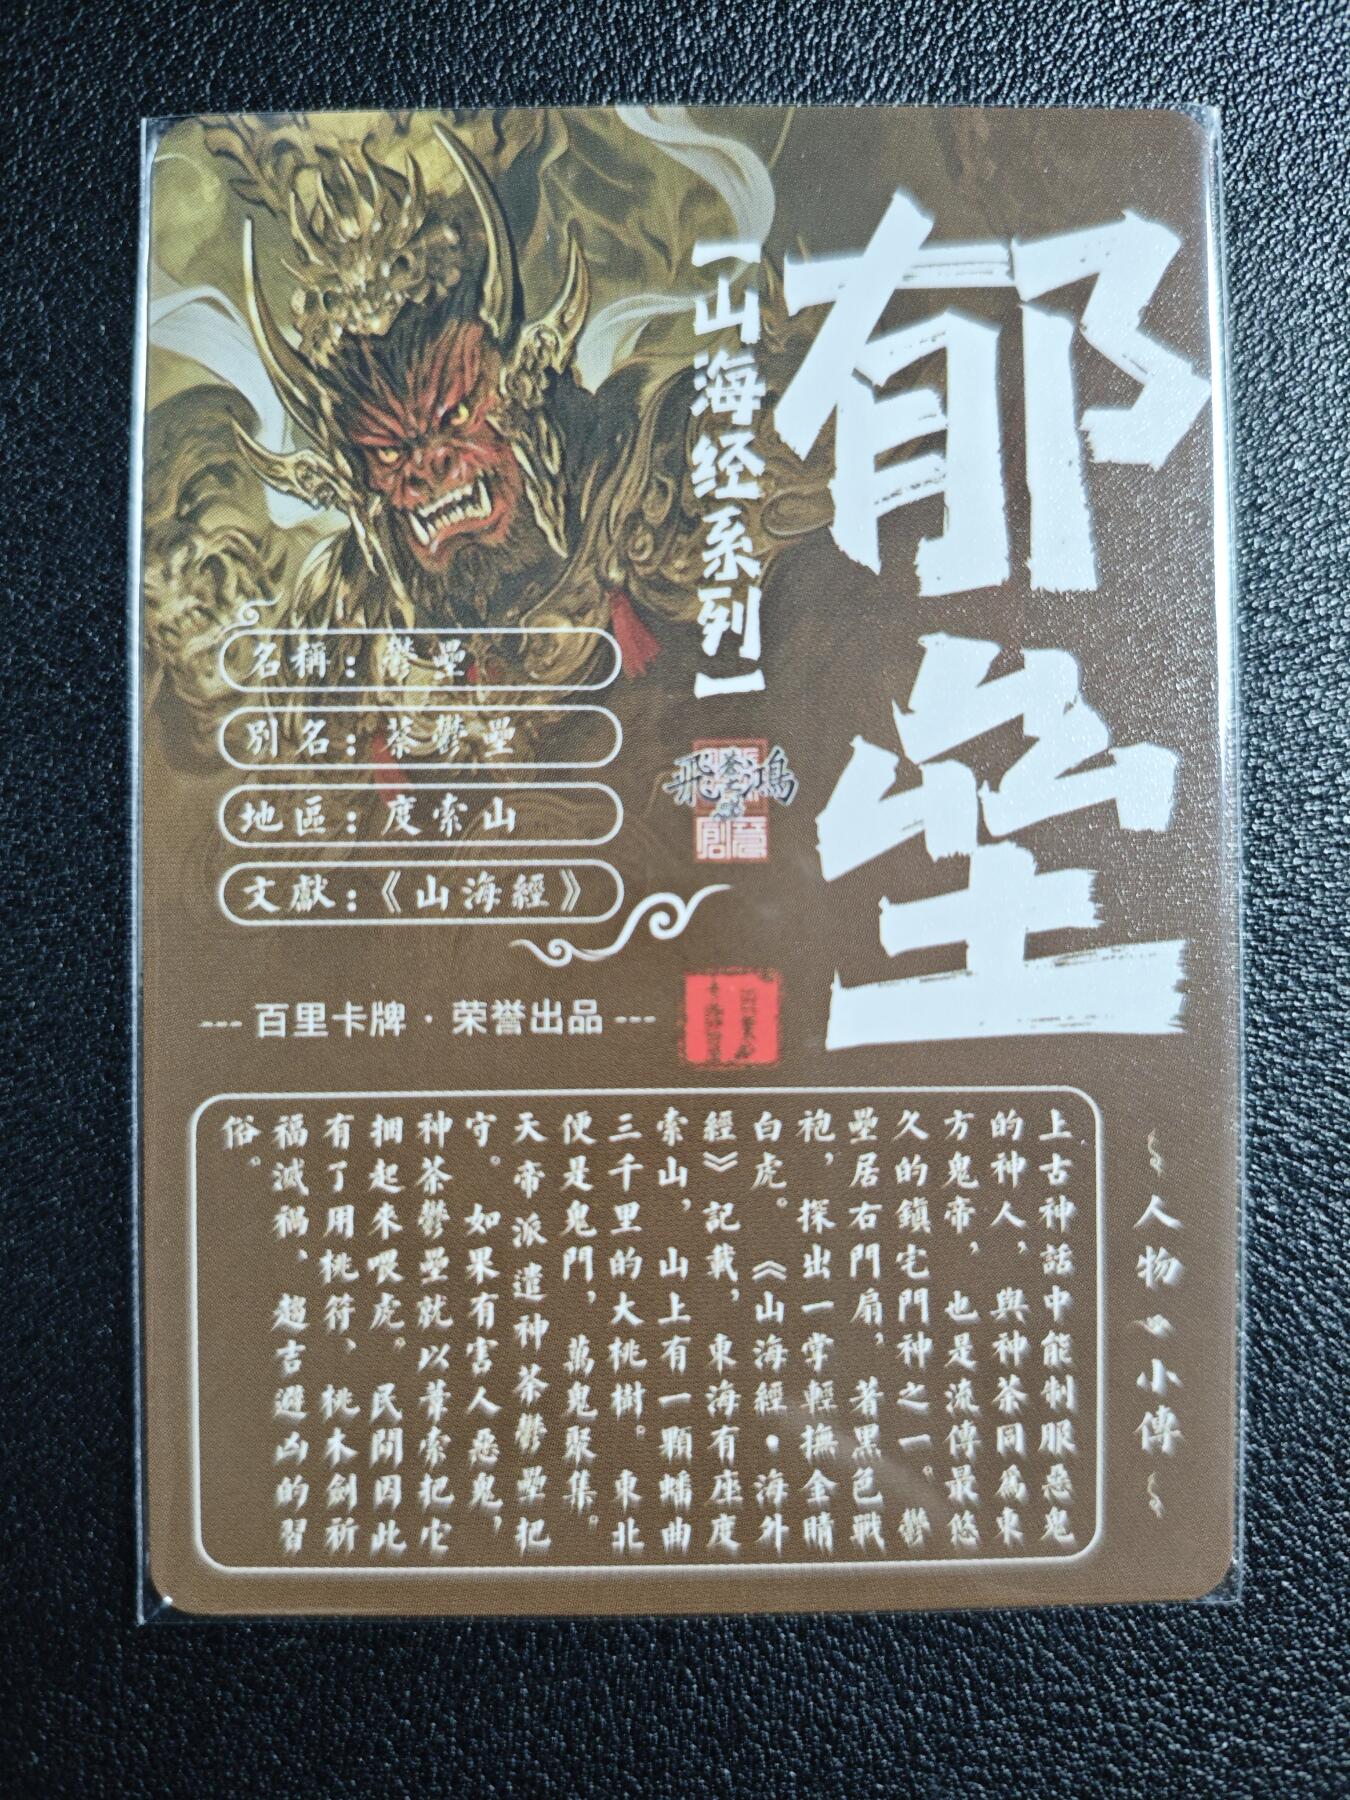 郁垒
【山海经系列】
飛鴻
創意
名稱：鬱壘
別名：荼鬱壘
地區：度索山
文獻：《山海經》
--- 百里卡牌 · 荣誉出品 ---
人物小傳
上古神話中能制服惡鬼
的神人，與神荼同爲東
方鬼帝，也是流傳最悠
久的鎮宅門神之一。鬱
壘居右門扇，著黑色戰
袍，探出一掌輕撫金睛
白虎。《山海經•海外
經》記載，東海有座度
索山，山上有一顆蟠曲
三千里的大桃樹。東北
便是鬼門，萬鬼聚集。
天帝派遣神荼鬱壘把
守。如果有害人惡鬼，
神荼鬱壘就以葦索把它
捆起來喂虎。民間因此
有了用桃符、桃木劍祈
福滅禍、趨吉避凶的習
俗。